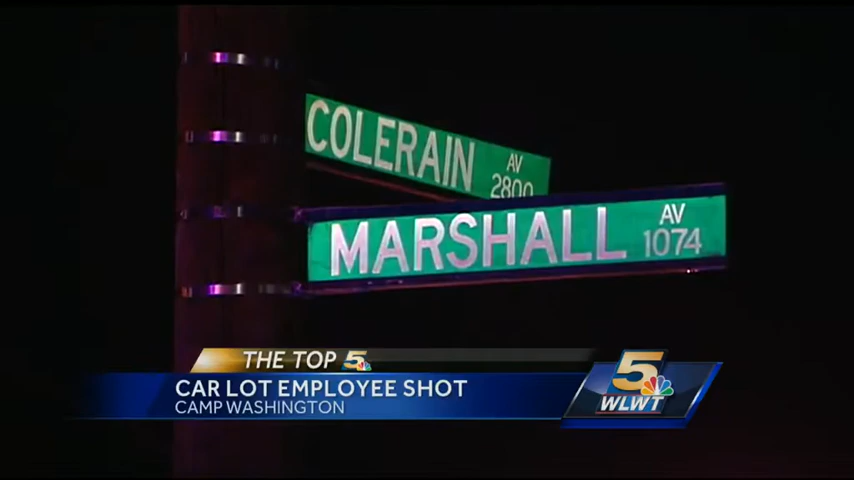 COLERAIN AV
2800
MARSHALL AV
1074
THE TOP 5
CAR LOT EMPLOYEE SHOT
CAMP WASHINGTON
5
WLWT